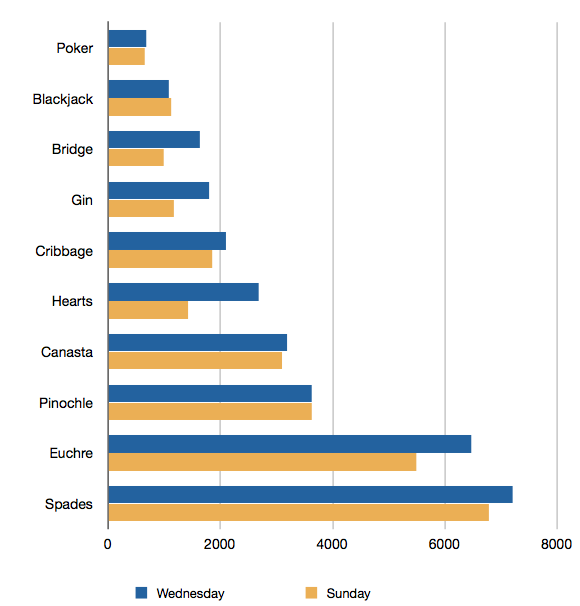 Poker
Blackjack
Bridge
Gin
Cribbage
Hearts
Canasta
Pinochle
Euchre
Spades
0 2000 4000 6000 8000
Wednesday Sunday